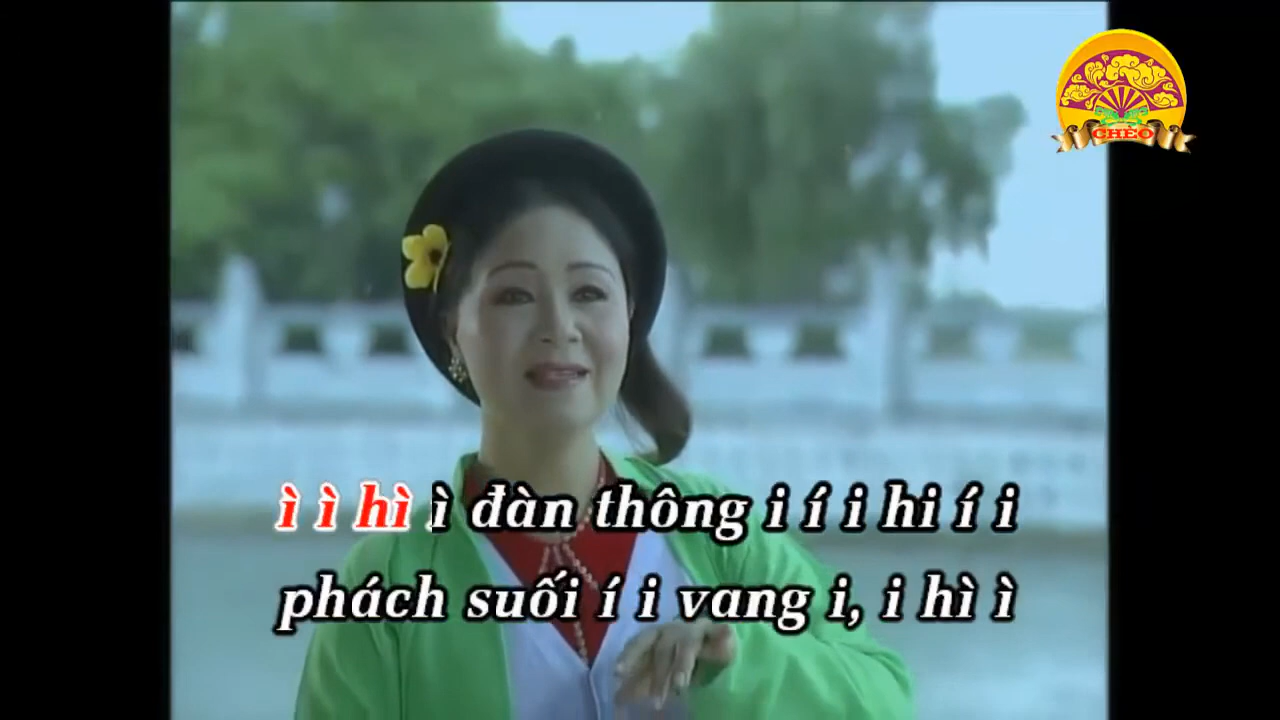 CHÈO
ì ì hì ì đàn thông i í i hi í i
phách suối í i vang i, i hì ì